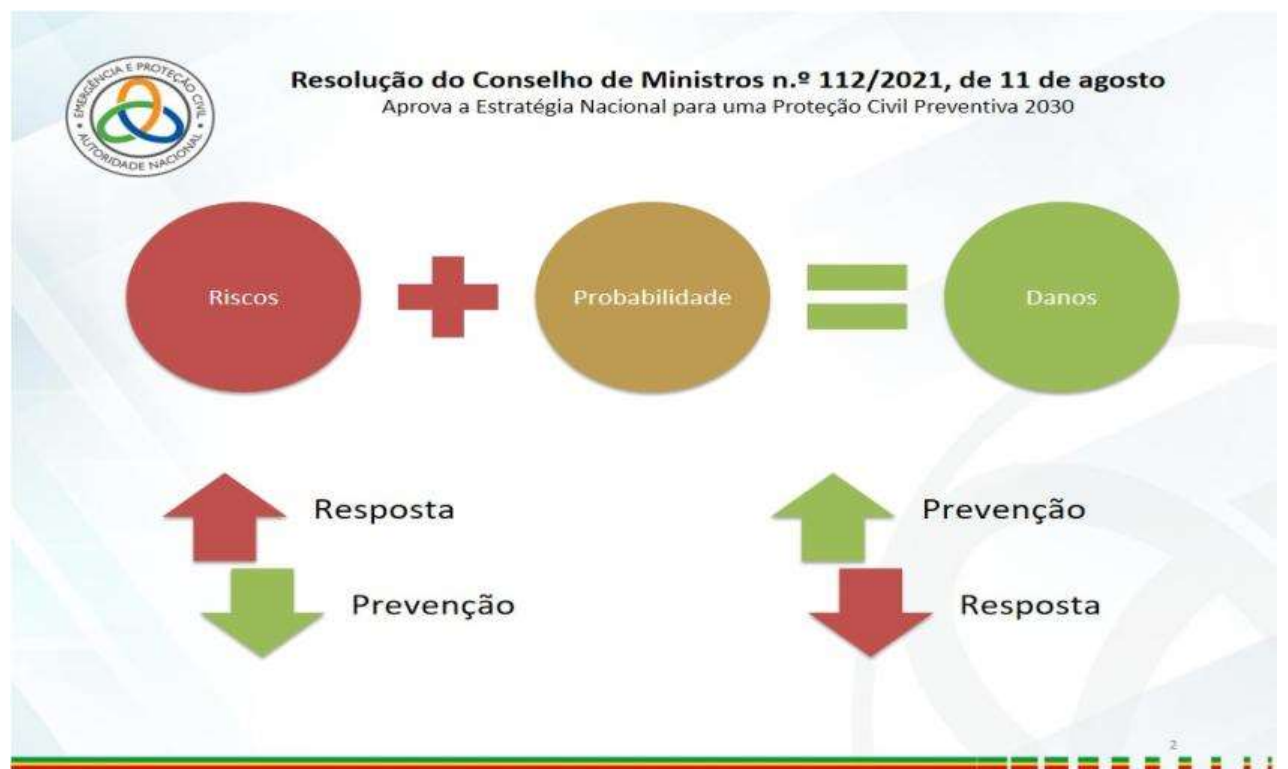 EMERGÊNCIA E PROTEÇÃO CIVIL
AUTORIDADE NACIONAL
Resolução do Conselho de Ministros n.º 112/2021, de 11 de agosto
Aprova a Estratégia Nacional para uma Proteção Civil Preventiva 2030
Riscos
Probabilidade
Danos
Resposta
Prevenção
Prevenção
Resposta
2